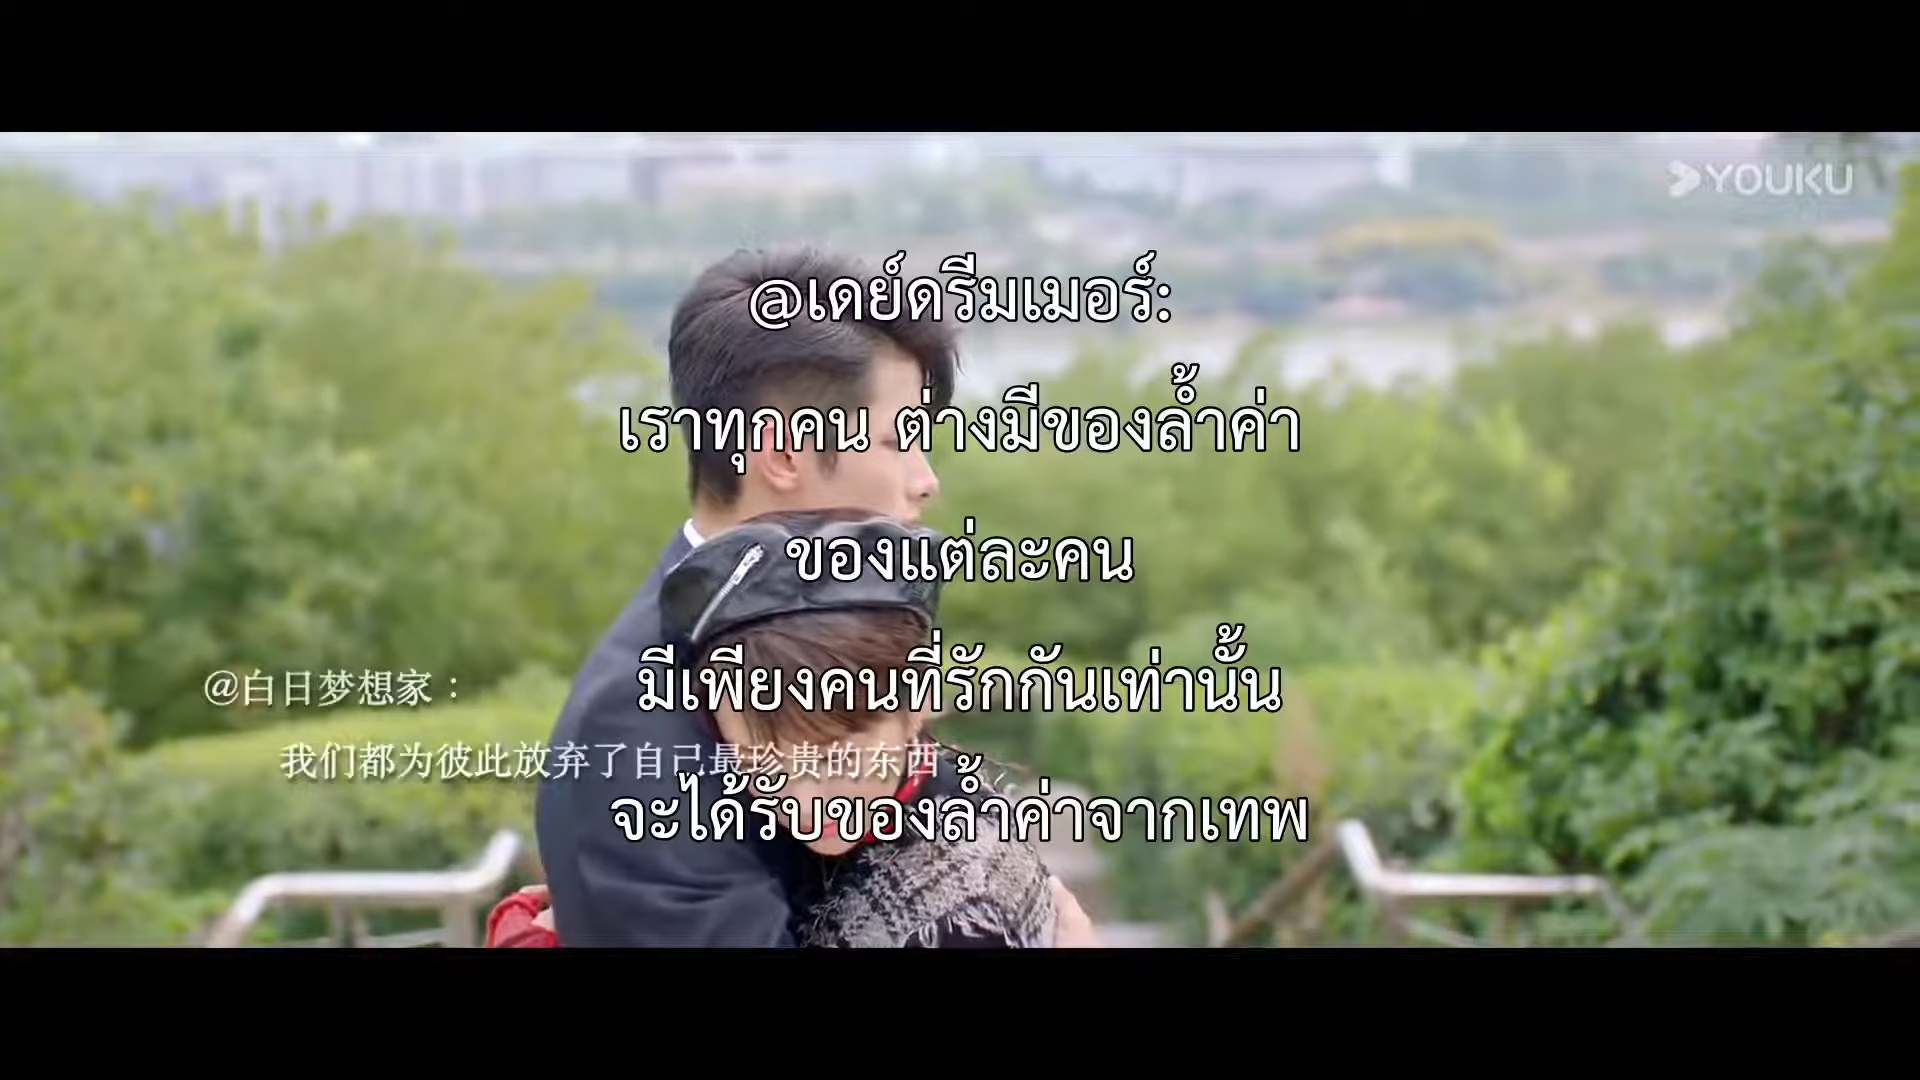 YOUKU
@เดย์ดรีมเมอร์:
เราทุกคน ต่างมีของล้ำค่า
ของแต่ละคน
มีเพียงคนที่รักกันเท่านั้น
จะได้รับของล้ำค่าจากเทพ
@白日梦想家：
我们都为彼此放弃了自己最珍贵的东西